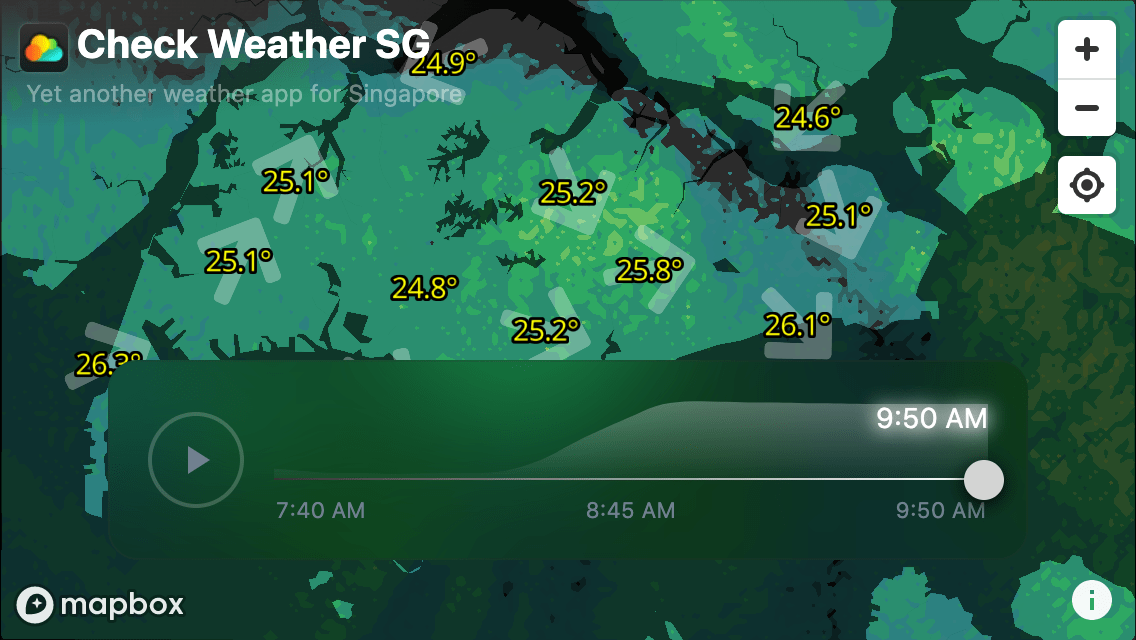 Check Weather SG
24.9°
Yet another weather app for Singapore
24.6°
25.1°
25.2°
25.1°
25.1°
25.8°
24.8°
25.2°
26.1°
26.3°
9:50 AM
7:40 AM
8:45 AM
9:50 AM
mapbox